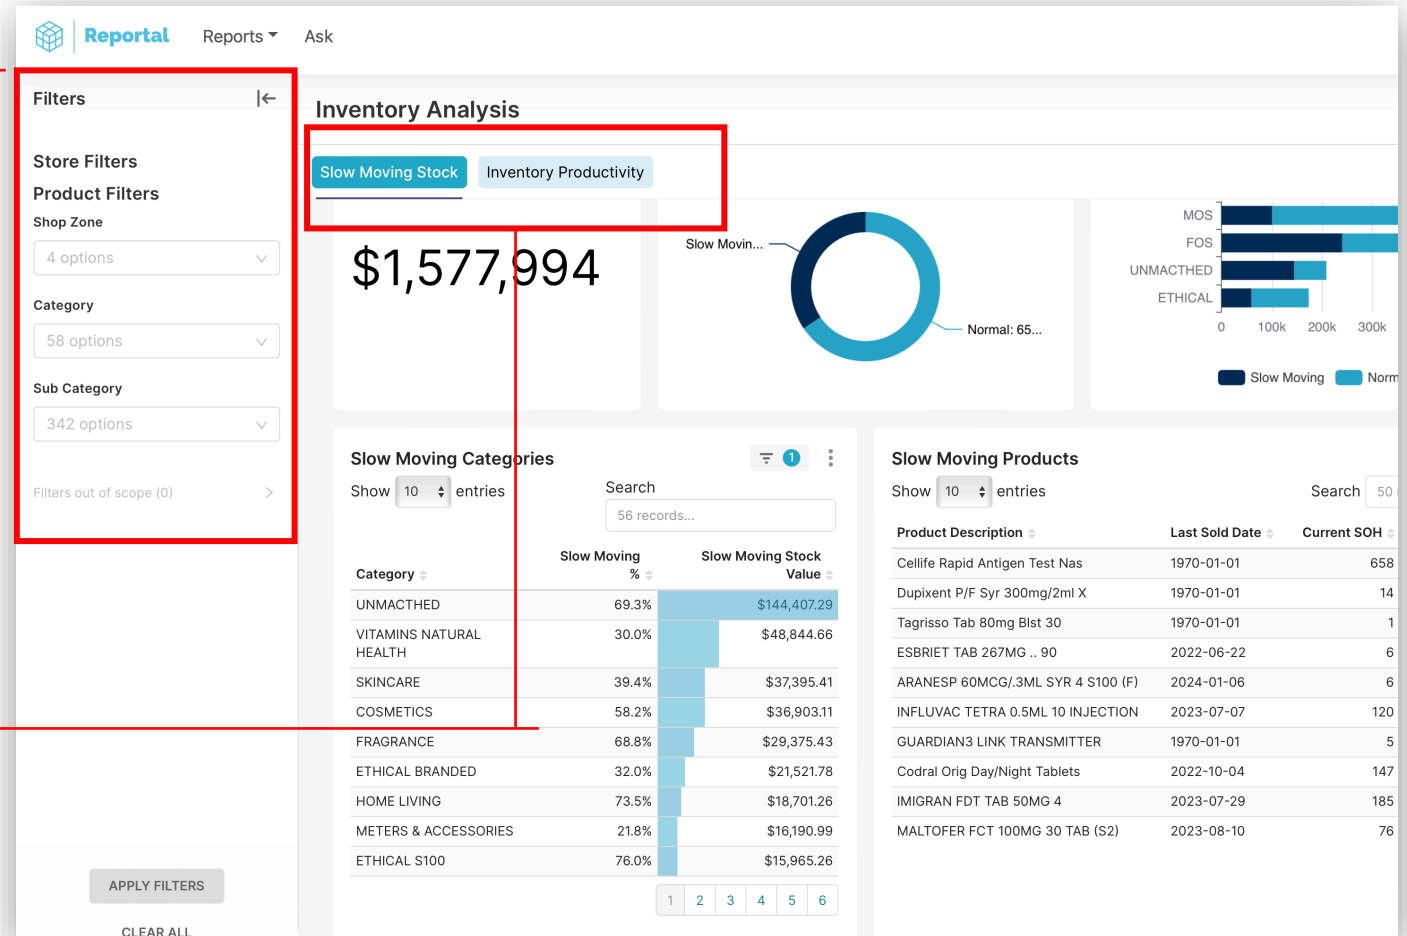 Reportal
Reports
Ask
Filters
Store Filters
Product Filters
Shop Zone
4 options
Category
58 options
Sub Category
342 options
Filters out of scope (0)
APPLY FILTERS
CLEAR ALL
Inventory Analysis
Slow Moving Stock
Inventory Productivity
$1,577,994
Slow Movin...
Normal: 65...
MOS
FOS
UNMACTHED
ETHICAL
0 100k 200k 300k
Slow Moving Norm
Slow Moving Categories
1
Show 10 entries
Search
56 records...
Category Slow Moving % Slow Moving Stock Value
UNMACTHED 69.3% $144,407.29
VITAMINS NATURAL HEALTH 30.0% $48,844.66
SKINCARE 39.4% $37,395.41
COSMETICS 58.2% $36,903.11
FRAGRANCE 68.8% $29,375.43
ETHICAL BRANDED 32.0% $21,521.78
HOME LIVING 73.5% $18,701.26
METERS & ACCESSORIES 21.8% $16,190.99
ETHICAL S100 76.0% $15,965.26
1 2 3 4 5 6
Slow Moving Products
Show 10 entries
Search 50
Product Description Last Sold Date Current SOH
Cellife Rapid Antigen Test Nas 1970-01-01 658
Dupixent P/F Syr 300mg/2ml X 1970-01-01 14
Tagrisso Tab 80mg Blst 30 1970-01-01 1
ESBRIET TAB 267MG .. 90 2022-06-22 6
ARANESP 60MCG/.3ML SYR 4 S100 (F) 2024-01-06 6
INFLUVAC TETRA 0.5ML 10 INJECTION 2023-07-07 120
GUARDIAN3 LINK TRANSMITTER 1970-01-01 5
Codral Orig Day/Night Tablets 2022-10-04 147
IMIGRAN FDT TAB 50MG 4 2023-07-29 185
MALTOFER FCT 100MG 30 TAB (S2) 2023-08-10 76